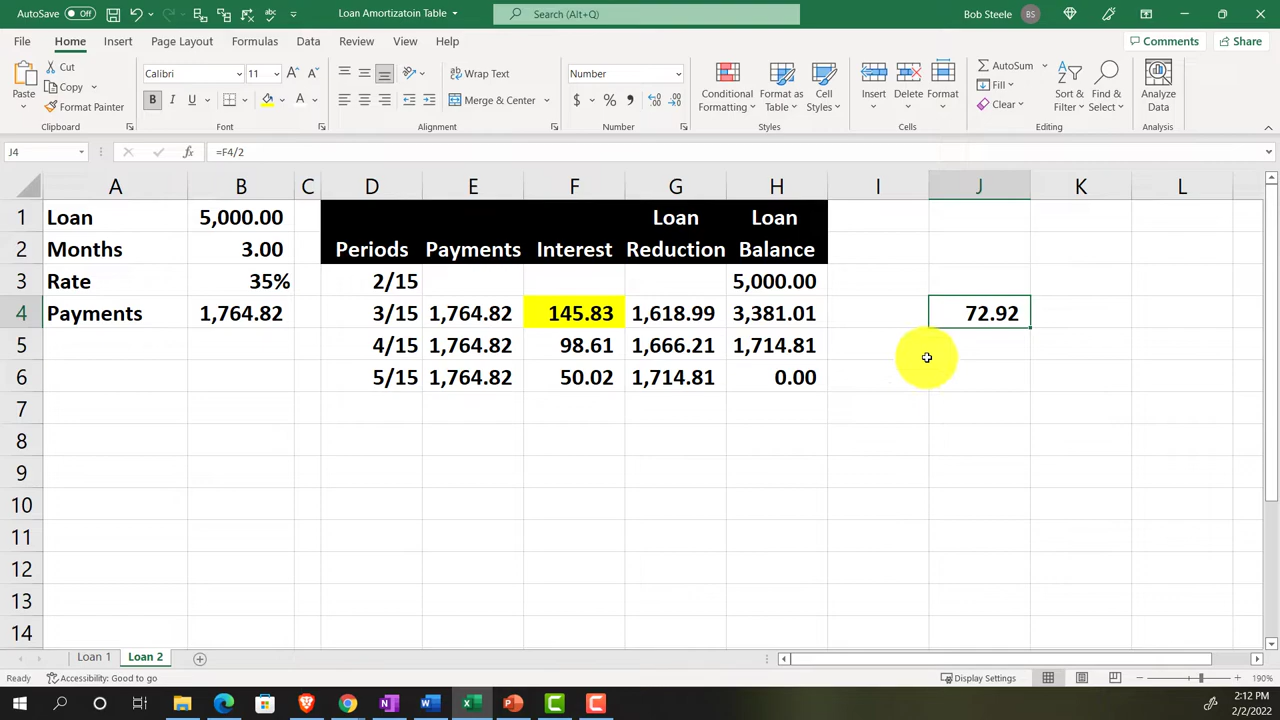 AutoSave Off Loan Amortizatoin Table Search (Alt+Q) Bob Steele BS
File Home Insert Page Layout Formulas Data Review View Help Comments Share
Paste Cut Copy Format Painter Clipboard
Calibri 11 B I U A Font
Wrap Text Merge & Center Alignment
Number $ % Number
Conditional Formatting Format as Table Cell Styles Styles
Insert Delete Format Cells
AutoSum Fill Clear Sort & Filter Find & Select Editing
Analyze Data Analysis
J4 fx =F4/2
A B C D E F G H I J K L
1 Loan 5,000.00 Loan Loan
2 Months 3.00 Periods Payments Interest Reduction Balance
3 Rate 35% 2/15 5,000.00
4 Payments 1,764.82 3/15 1,764.82 145.83 1,618.99 3,381.01 72.92
5 4/15 1,764.82 98.61 1,666.21 1,714.81
6 5/15 1,764.82 50.02 1,714.81 0.00
7
8
9
10
11
12
13
14
Loan 1 Loan 2
Ready Accessibility: Good to go Display Settings 190%
2:12 PM
2/2/2022